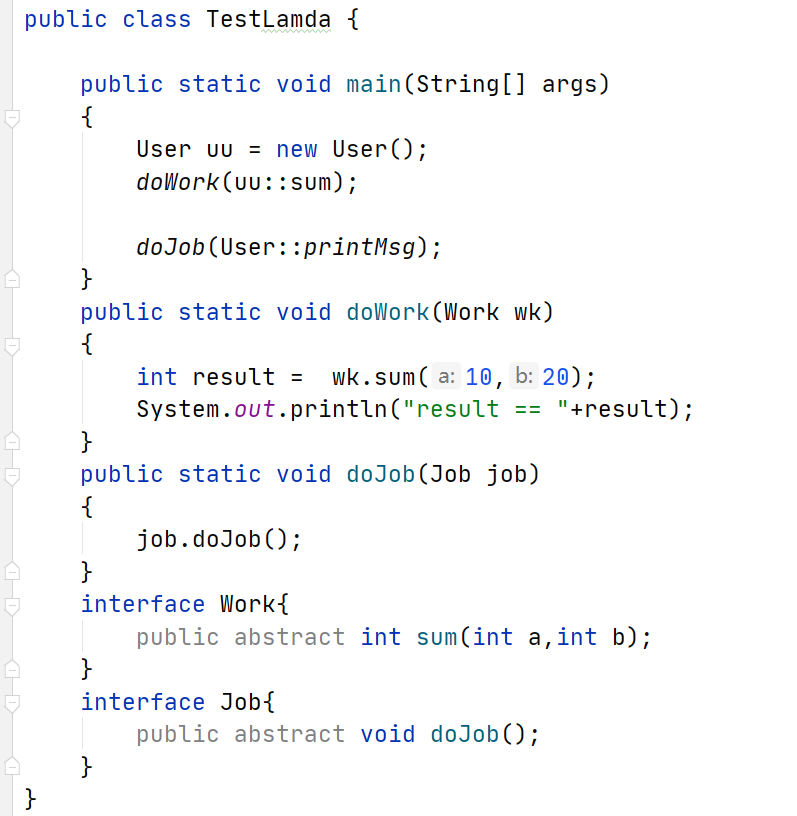 public class TestLamda {
public static void main(String[] args)
{
User uu = new User();
doWork(uu::sum);
doJob(User::printMsg);
}
public static void doWork(Work wk)
{
int result =  wk.sum( a: 10, b: 20);
System.out.println("result == "+result);
}
public static void doJob(Job job)
{
job.doJob();
}
interface Work{
public abstract int sum(int a,int b);
}
interface Job{
public abstract void doJob();
}
}